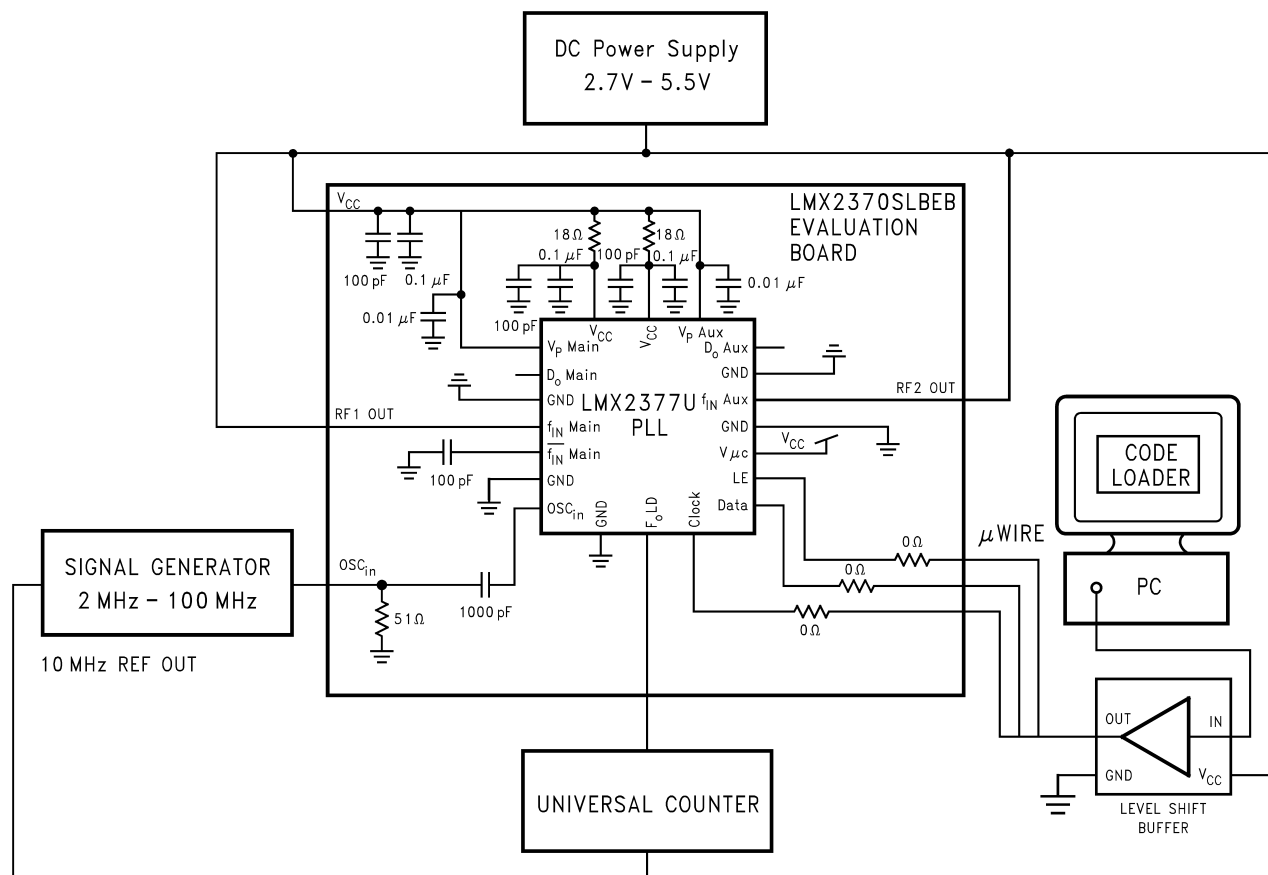 DC Power Supply
2.7V – 5.5V
LMX2370SLBEB
EVALUATION
BOARD
VCC
18Ω
18Ω
0.1 μF
100 pF
0.1 μF
100 pF
0.1 μF
0.01 μF
0.01 μF
100 pF
VCC
VCC
VP Aux
VP Main
Do Aux
Do Main
GND
GND
LMX2377U
PLL
fIN Aux
RF2 OUT
RF1 OUT
fIN Main
GND
VCC
fIN Main
Vμc
100 pF
GND
LE
OSCin
GND
FoLD
Clock
Data
CODE
LOADER
μWIRE
0Ω
0Ω
0Ω
PC
SIGNAL GENERATOR
2 MHz – 100 MHz
OSCin
1000 pF
51Ω
10 MHz REF OUT
OUT
IN
GND
VCC
LEVEL SHIFT
BUFFER
UNIVERSAL COUNTER